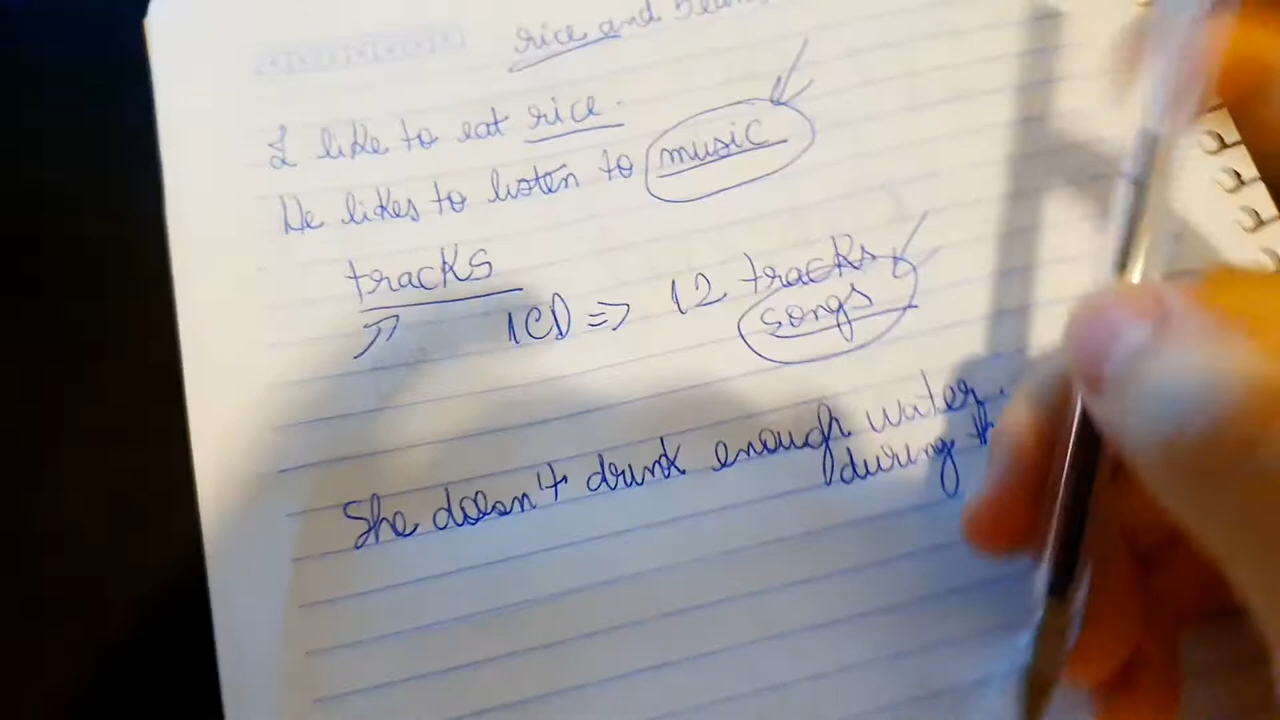 rice and
I like to eat rice.
He likes to listen to music
tracks
1CD => 12 tracks
songs
She doesn't drink enough water.
during